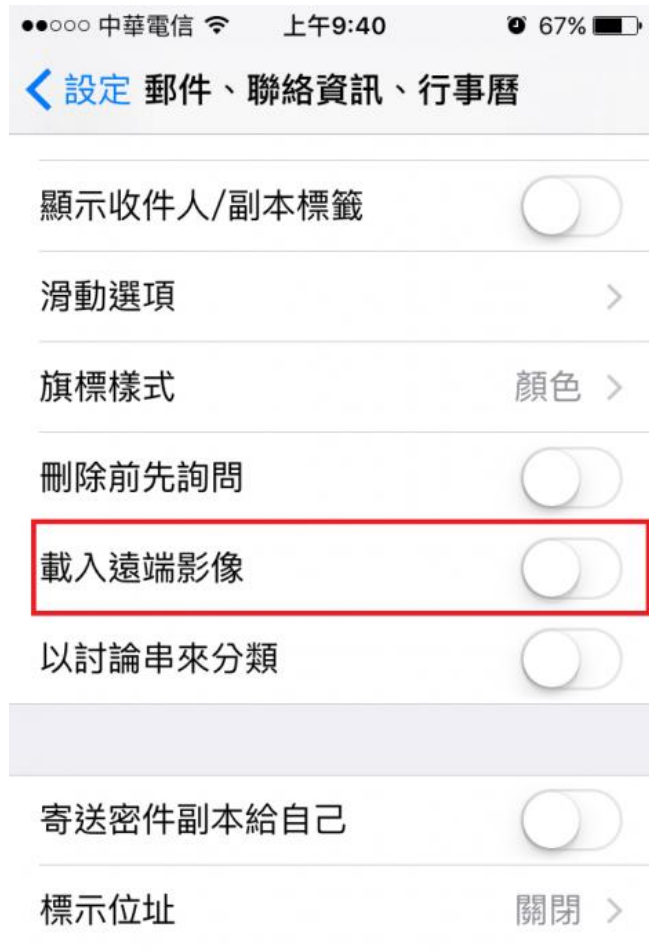 中華電信 上午9:40 67%
設定 郵件、聯絡資訊、行事曆
顯示收件人/副本標籤
滑動選項
旗標樣式 顏色
刪除前先詢問
載入遠端影像
以討論串來分類
寄送密件副本給自己
標示位址 關閉